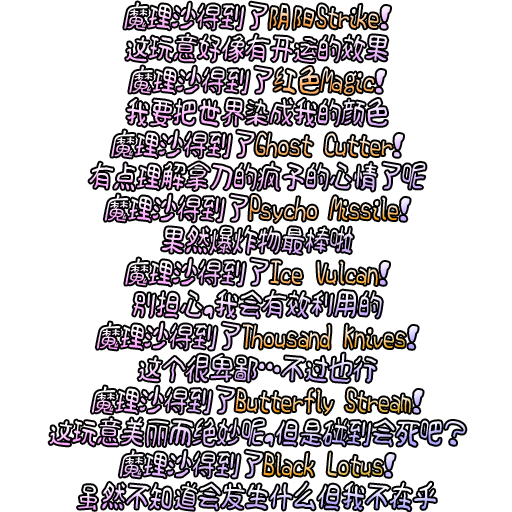 魔理沙得到了阴阳Strike!
这玩意好像有开运的效果
魔理沙得到了红色Magic!
我要把世界染成我的颜色
魔理沙得到了Ghost Cutter!
有点理解拿刀的疯子的心情了呢
魔理沙得到了Psycho Missile!
果然爆炸物最棒啦
魔理沙得到了Ice Vulcan!
别担心,我会有效利用的
魔理沙得到了Thousand Knives!
这个很卑鄙…不过也行
魔理沙得到了Butterfly Stream!
这玩意美丽而绝妙呢,但是碰到会死吧?
魔理沙得到了Black Lotus!
虽然不知道会发生什么但我不在乎